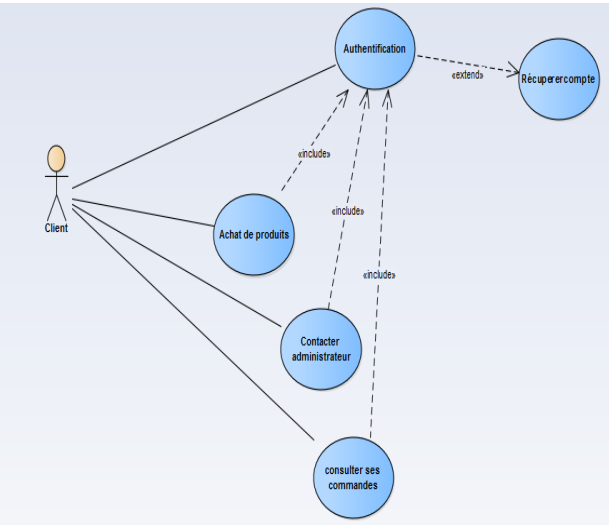 Authentification
«extend»
Récuperercompte
«include»
Client
«include»
Achat de produits
«include»
Contacter
administrateur
consulter ses
commandes